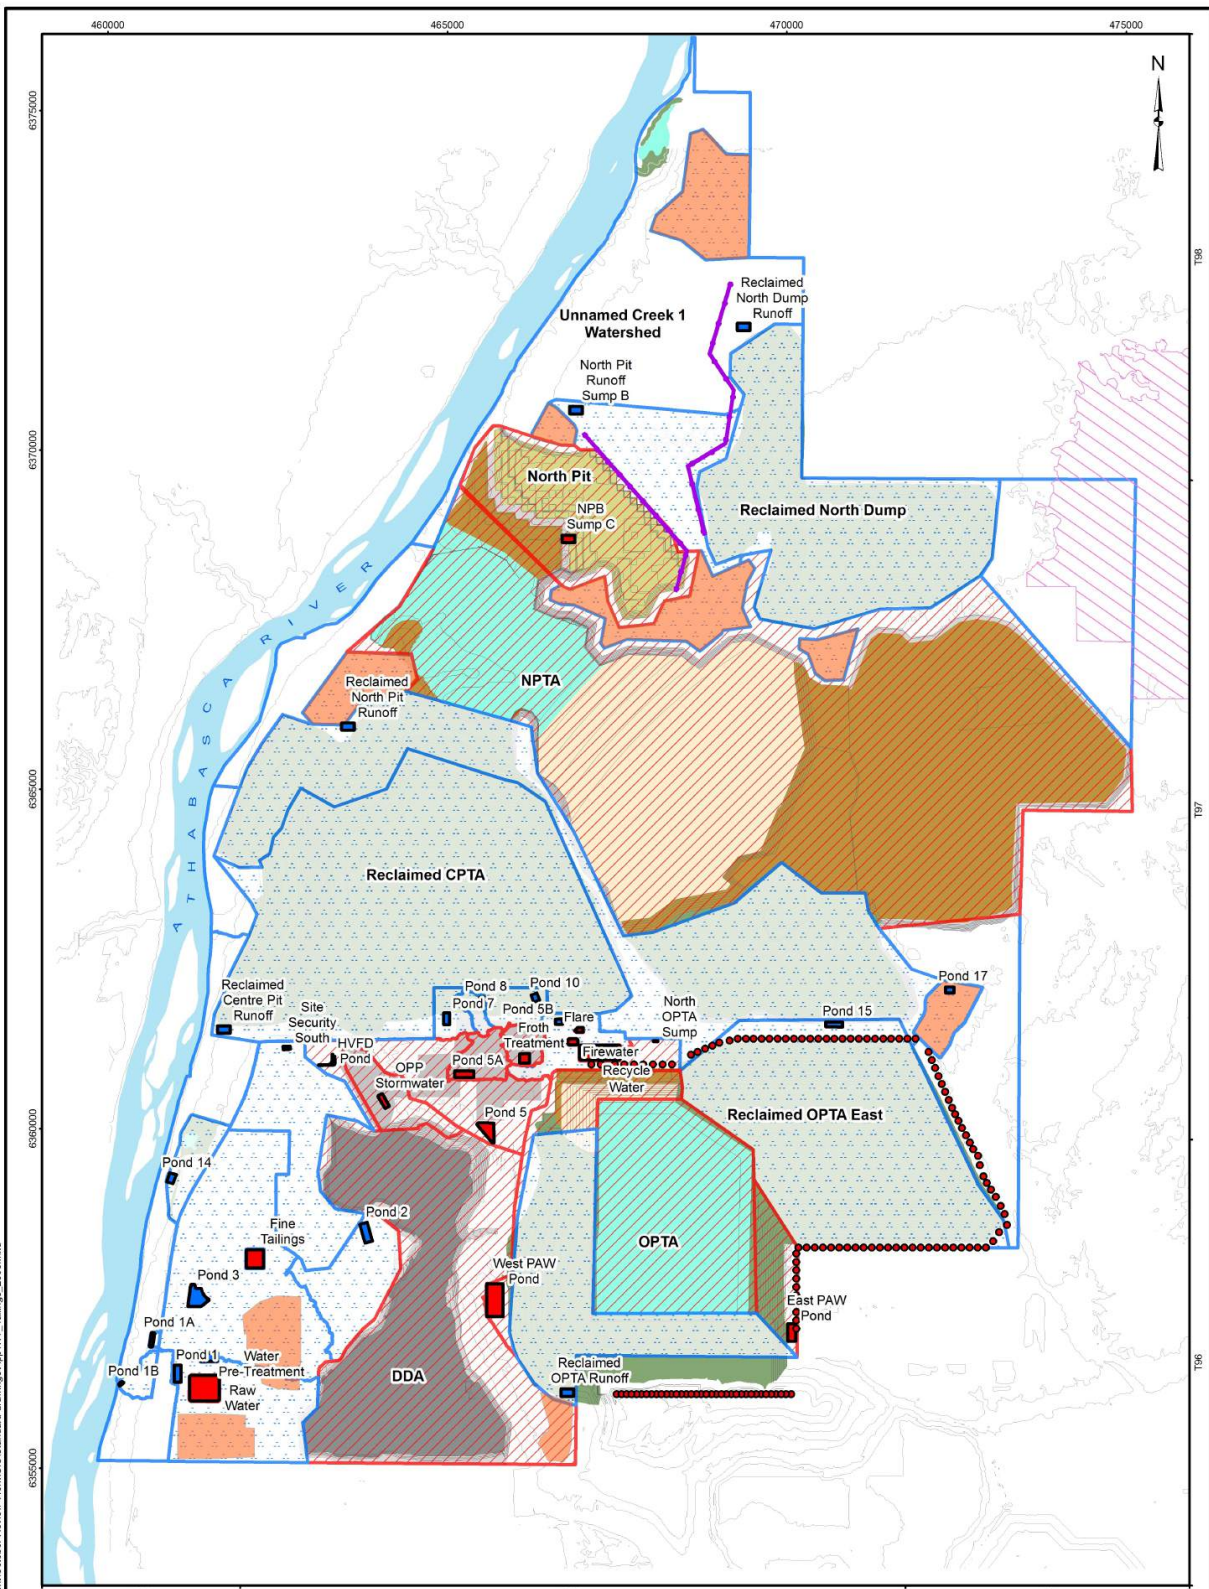 460000
465000
470000
475000
N
6375000
T98
Reclaimed
North Dump
Runoff
Unnamed Creek 1
Watershed
North Pit
Runoff
Sump B
6370000
North Pit
NPB
Sump C
Reclaimed North Dump
ATHABASCA RIVER
NPTA
Reclaimed
North Pit
Runoff
6365000
T97
Reclaimed CPTA
Reclaimed
Centre Pit
Runoff
Site
Security
South
Pond 8
Pond 10
Pond 7
Pond 5B
Flare
North
OPTA
Sump
Pond 15
Pond 17
HVFD
Pond
Froth
Treatment
Firewater
OPP
Stormwater
Pond 5A
Recycle
Water
6360000
Pond 5
Reclaimed OPTA East
Pond 14
Pond 2
Fine
Tailings
OPTA
Pond 3
West PAW
Pond
East PAW
Pond
Pond 1A
Pond 1
Water
Pre-Treatment
Pond 1B
Raw
Water
DDA
Reclaimed
OPTA Runoff
T96
6355000